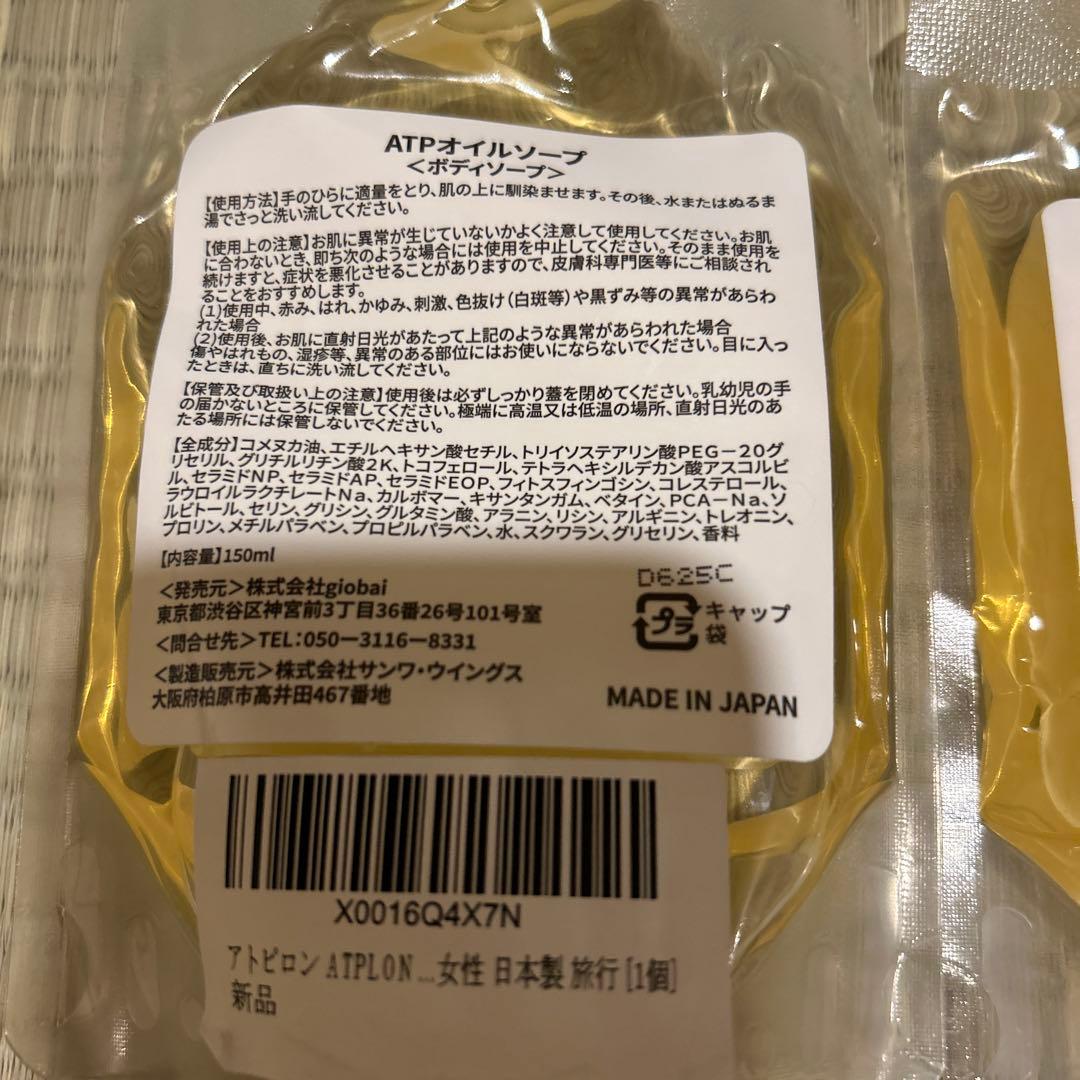 ATPオイルソープ
＜ボディソープ＞
【使用方法】手のひらに適量をとり、肌の上に馴染ませます。その後、水またはぬるま
湯でさっと洗い流してください。
【使用上の注意】お肌に異常が生じていないかよく注意して使用してください。お肌
に合わないとき、即ち次のような場合には使用を中止してください。そのまま使用を
続けますと、症状を悪化させることがありますので、皮膚科専門医等にご相談され
ることをおすすめします。
(1)使用中、赤み、はれ、かゆみ、刺激、色抜け(白斑等)や黒ずみ等の異常があらわ
れた場合
(2)使用後、お肌に直射日光があたって上記のような異常があらわれた場合
傷やはれもの、湿疹等、異常のある部位にはお使いにならないでください。目に入っ
たときは、直ちに洗い流してください。
【保管及び取扱い上の注意】使用後は必ずしっかり蓋を閉めてください。乳幼児の手
の届かないところに保管してください。極端に高温又は低温の場所、直射日光のあ
たる場所には保管しないでください。
【全成分】コメヌカ油、エチルヘキサン酸セチル、トリイソステアリン酸PEG－20グ
リセリル、グリチルリチン酸2K、トコフェロール、テトラヘキシルデカン酸アスコルビ
ル、セラミドNP、セラミドAP、セラミドEOP、フィトスフィンゴシン、コレステロール、
ラウロイルラクチレートNa、カルボマー、キサンタンガム、ベタイン、PCA－Na、ソ
ルビトール、セリン、グリシン、グルタミン酸、アラニン、リシン、アルギニン、トレオニン、
プロリン、メチルパラベン、プロピルパラベン、水、スクワラン、グリセリン、香料
【内容量】150ml
＜発売元＞株式会社giobai
東京都渋谷区神宮前3丁目36番26号101号室
＜問合せ先＞TEL：050ー3116ー8331
＜製造販売元＞株式会社サンワ・ウイングス
大阪府柏原市高井田467番地
D625C
プラ
キャップ
袋
MADE IN JAPAN
X0016Q4X7N
アトピロン ATPLON ...女性 日本製 旅行 [1個]
新品